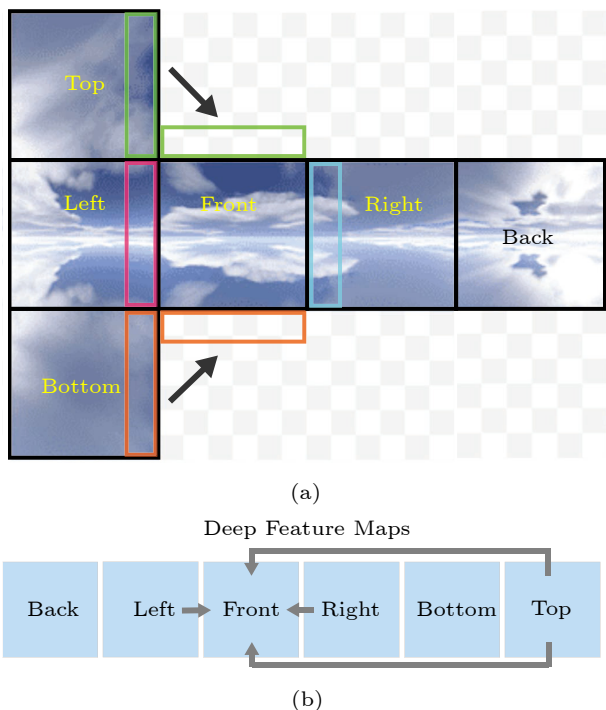 Top
Left
Front
Right
Back
Bottom
(a)
Deep Feature Maps
Back
Left
Front
Right
Bottom
Top
(b)